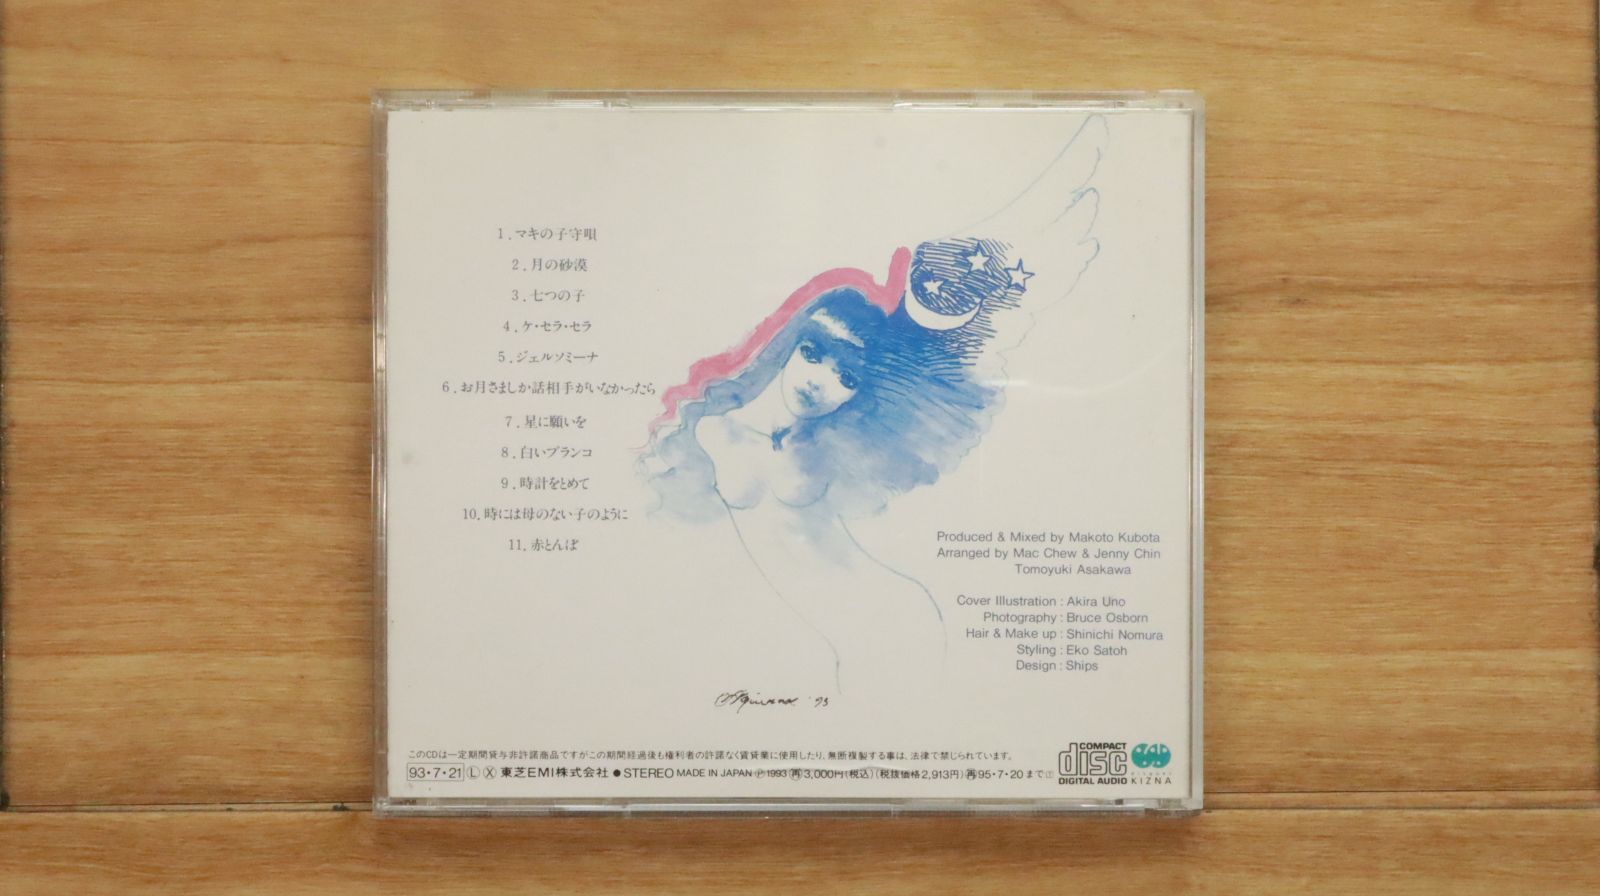 1.マキの子守唄
2.月の砂漠
3.七つの子
4.ケ・セラ・セラ
5.ジェルソミーナ
6.お月さましか話相手がいなかったら
7.星に願いを
8.白いブランコ
9.時計をとめて
10.時には母のない子のように
11.赤とんぼ
Produced & Mixed by Makoto Kubota
Arranged by Mac Chew & Jenny Chin
Tomoyuki Asakawa
Cover Illustration : Akira Uno
Photography : Bruce Osborn
Hair & Make up : Shinichi Nomura
Styling : Eko Satoh
Design : Ships
'93
このCDは一定期間貸与非許諾商品ですがこの期間経過後も権利者の許諾なく賃貸業に使用したり、無断複製する事は、法律で禁じられています。
93・7・21 Ⓛ Ⓧ 東芝EMI株式会社 ●STEREO MADE IN JAPAN Ⓟ1993 再 3,000円(税込)(税抜価格2,913円) 再 95・7・20まで
COMPACT disc DIGITAL AUDIO
KIZNA